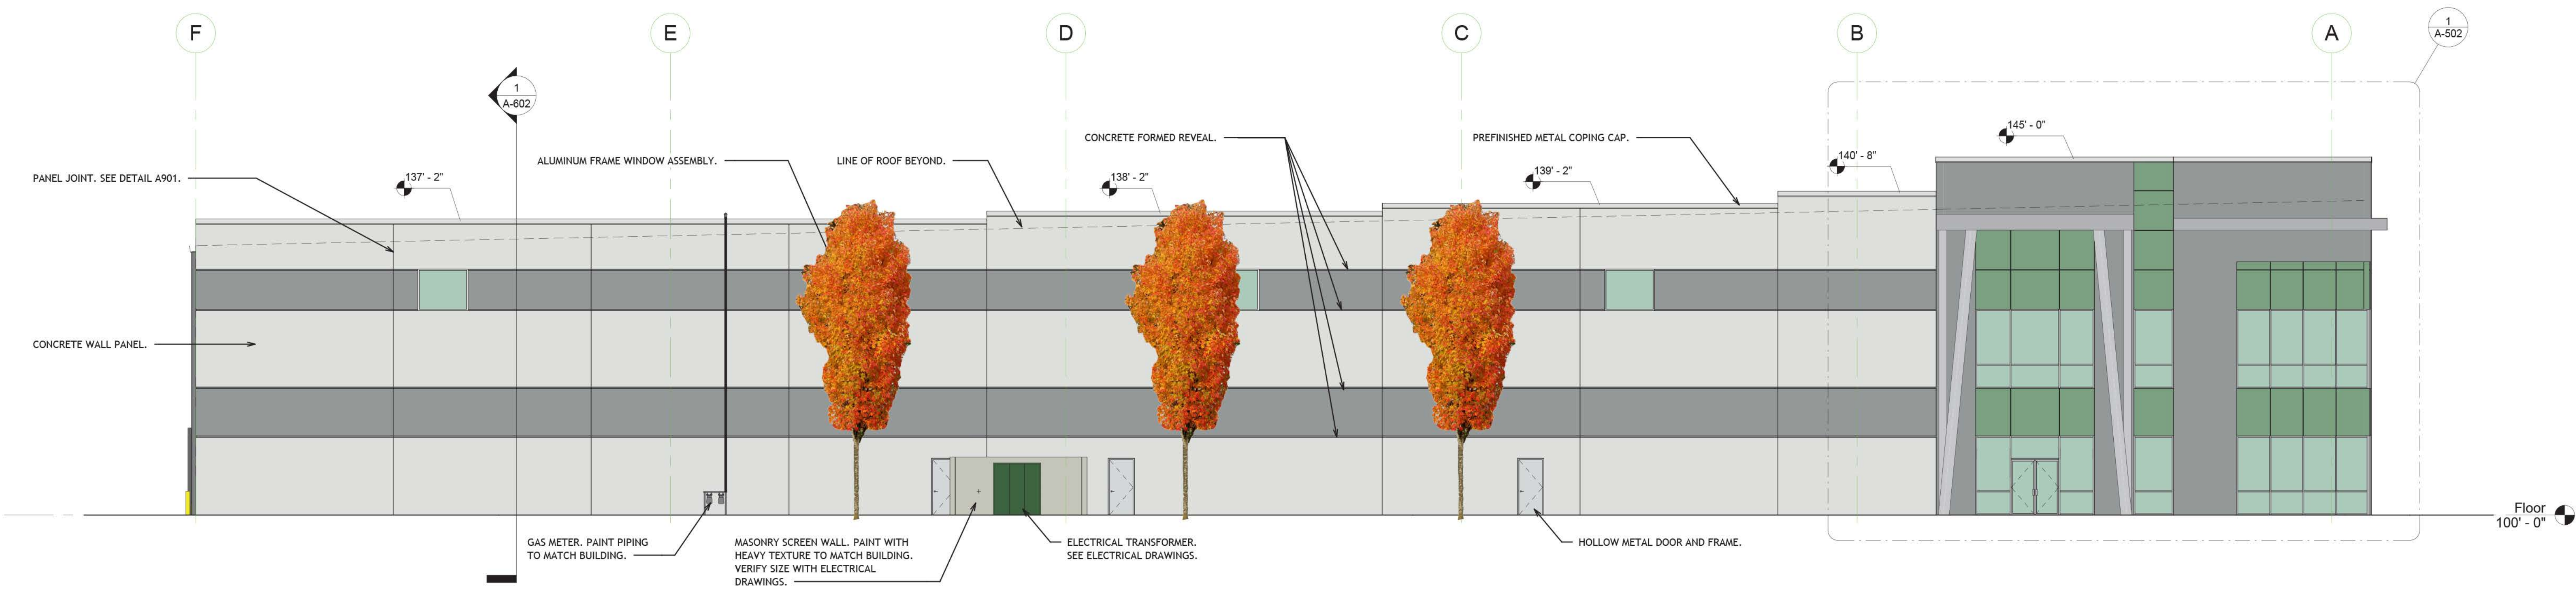 F
E
D
C
B
A
1
A-502
1
A-602
145' - 0"
CONCRETE FORMED REVEAL.
PREFINISHED METAL COPING CAP.
140' - 8"
ALUMINUM FRAME WINDOW ASSEMBLY.
LINE OF ROOF BEYOND.
139' - 2"
PANEL JOINT. SEE DETAIL A901.
137' - 2"
138' - 2"
CONCRETE WALL PANEL.
Floor
100' - 0"
GAS METER. PAINT PIPING
TO MATCH BUILDING.
MASONRY SCREEN WALL. PAINT WITH
HEAVY TEXTURE TO MATCH BUILDING.
VERIFY SIZE WITH ELECTRICAL
DRAWINGS.
ELECTRICAL TRANSFORMER.
SEE ELECTRICAL DRAWINGS.
HOLLOW METAL DOOR AND FRAME.